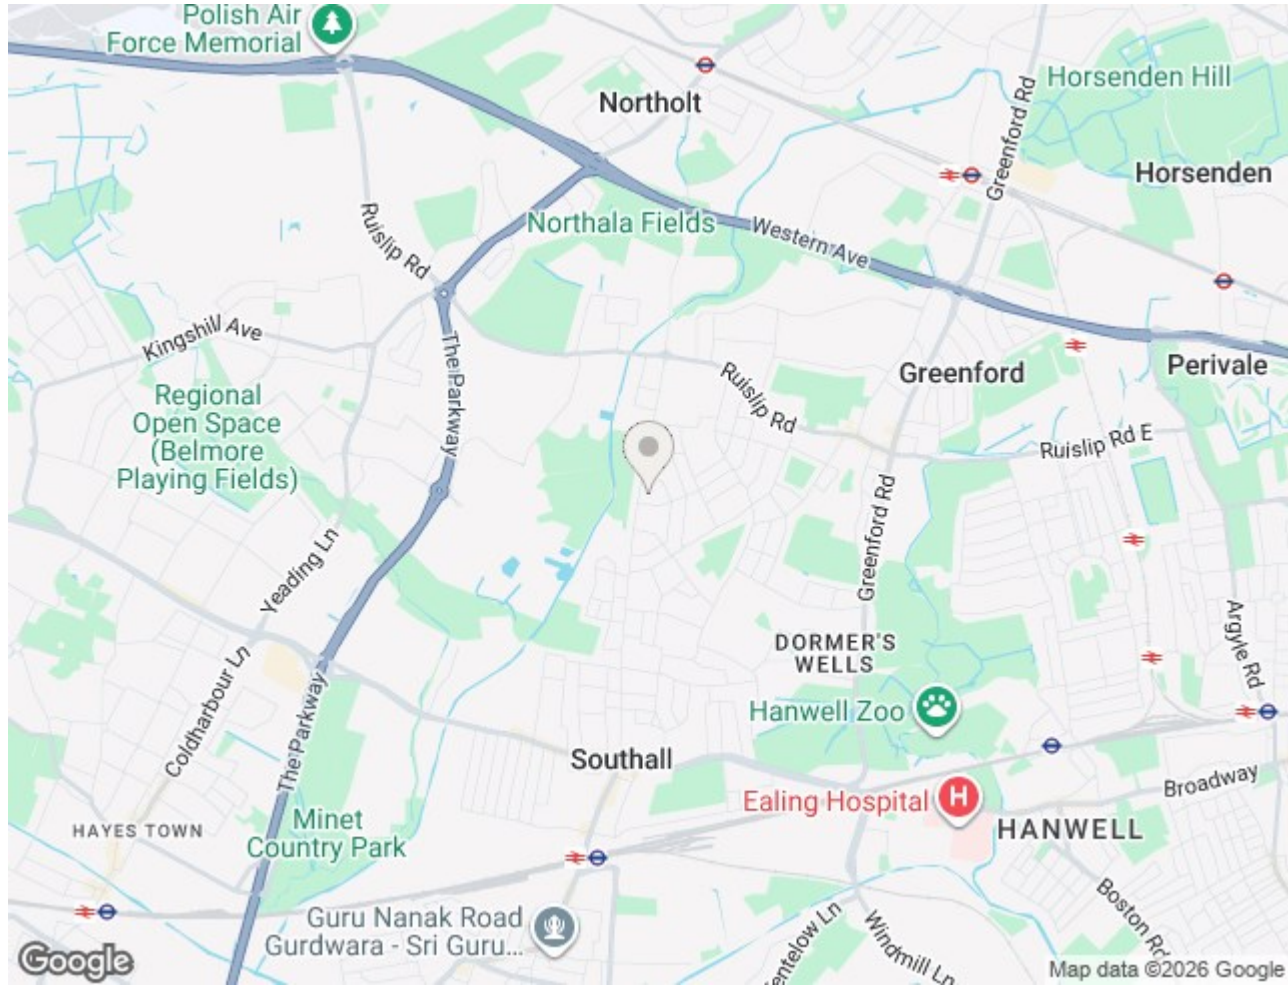 Polish Air
Force Memorial
Northolt
Horsenden Hill
Greenford Rd
Horsenden
Ruislip Rd
Northala Fields
Western Ave
Kingshill Ave
The Parkway
Perivale
Greenford
Ruislip Rd
Regional
Open Space
(Belmore
Playing Fields)
Ruislip Rd E
Greenford Rd
Yeading Ln
Argyle Rd
DORMER'S
WELLS
Coldharbour Ln
Hanwell Zoo
The Parkway
Southall
Broadway
Ealing Hospital
H
HAYES TOWN
Minet
Country Park
HANWELL
Boston Rd
Guru Nanak Road
Gurdwara - Sri Guru...
Windmill Ln
Google
Map data ©2026 Google